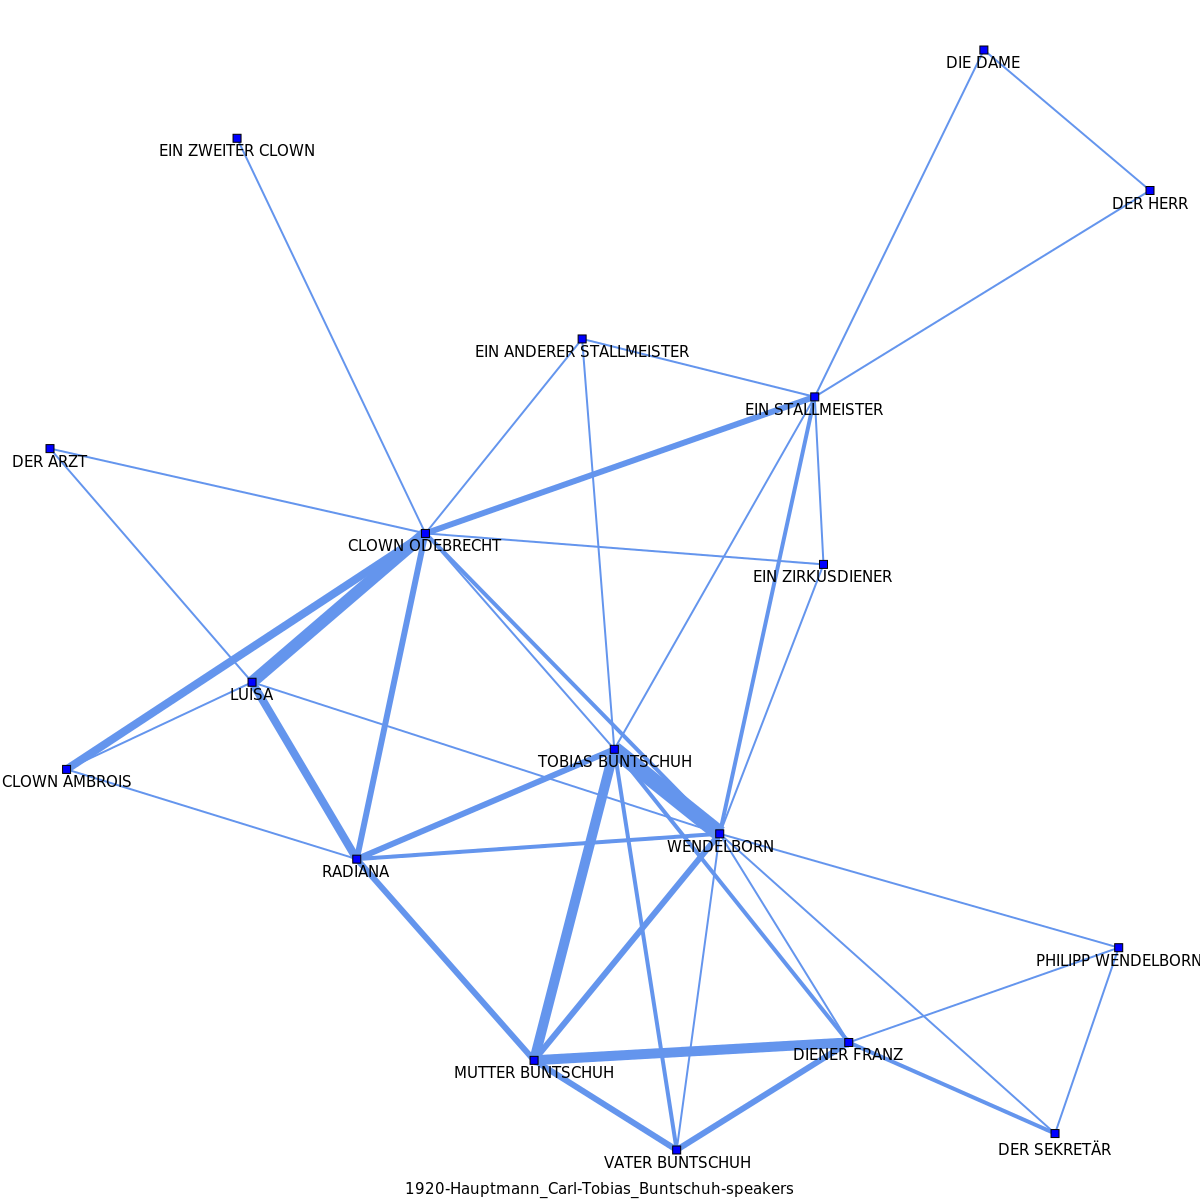 DIE DAME
EIN ZWEITER CLOWN
DER HERR
EIN ANDERER STALLMEISTER
EIN STALLMEISTER
DER ARZT
CLOWN ODEBRECHT
EIN ZIRKUSDIENER
LUISA
TOBIAS BUNTSCHUH
CLOWN AMBROIS
WENDELBORN
RADIANA
PHILIPP WENDELBORN
DIENER FRANZ
MUTTER BUNTSCHUH
DER SEKRETÄR
VATER BUNTSCHUH
1920-Hauptmann_Carl-Tobias_Buntschuh-speakers